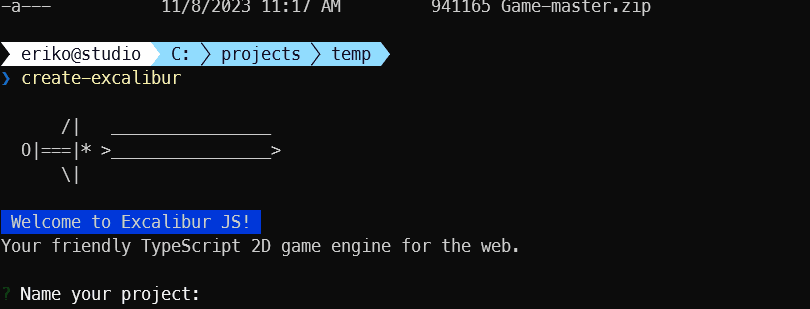 -a---           11/8/2023 11:17 AM         941165 Game-master.zip
eriko@studio C: projects temp
❯ create-excalibur
      /|   ________________
  O|===|* >________________>
      \|
Welcome to Excalibur JS!
Your friendly TypeScript 2D game engine for the web.
? Name your project: